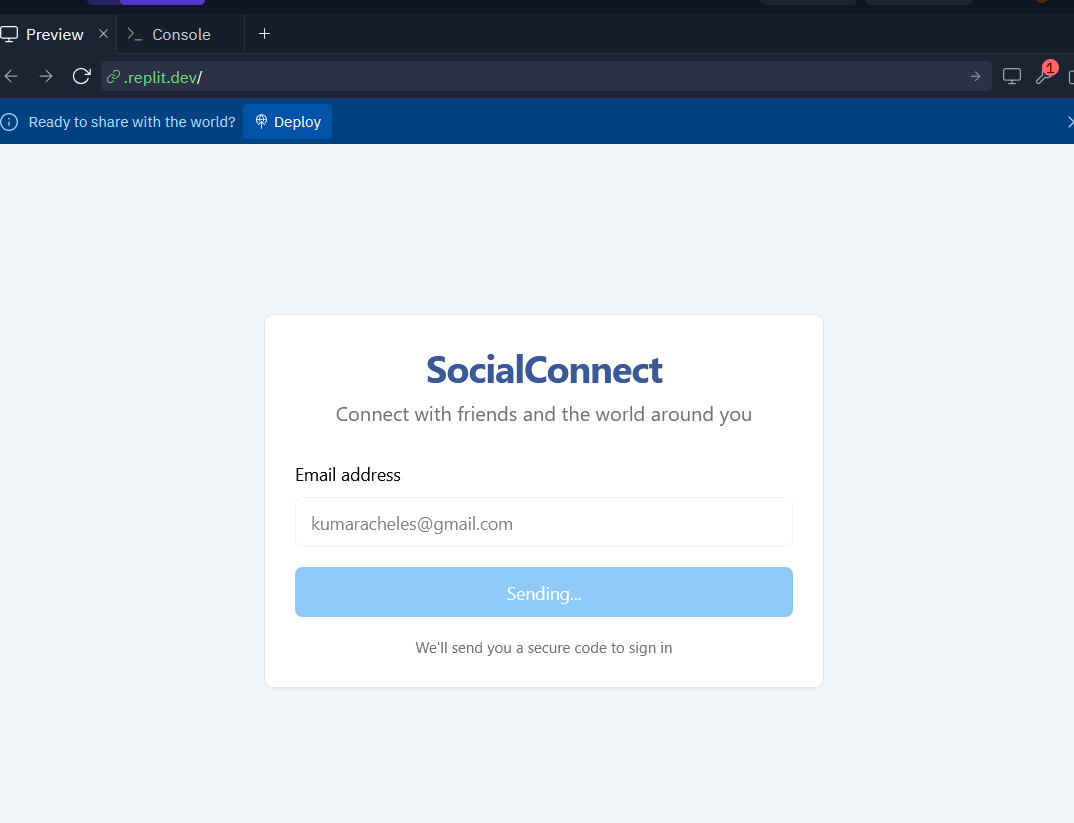 Preview
Console
.replit.dev/
1
Ready to share with the world?
Deploy
SocialConnect
Connect with friends and the world around you
Email address
kumaracheles@gmail.com
Sending...
We'll send you a secure code to sign in